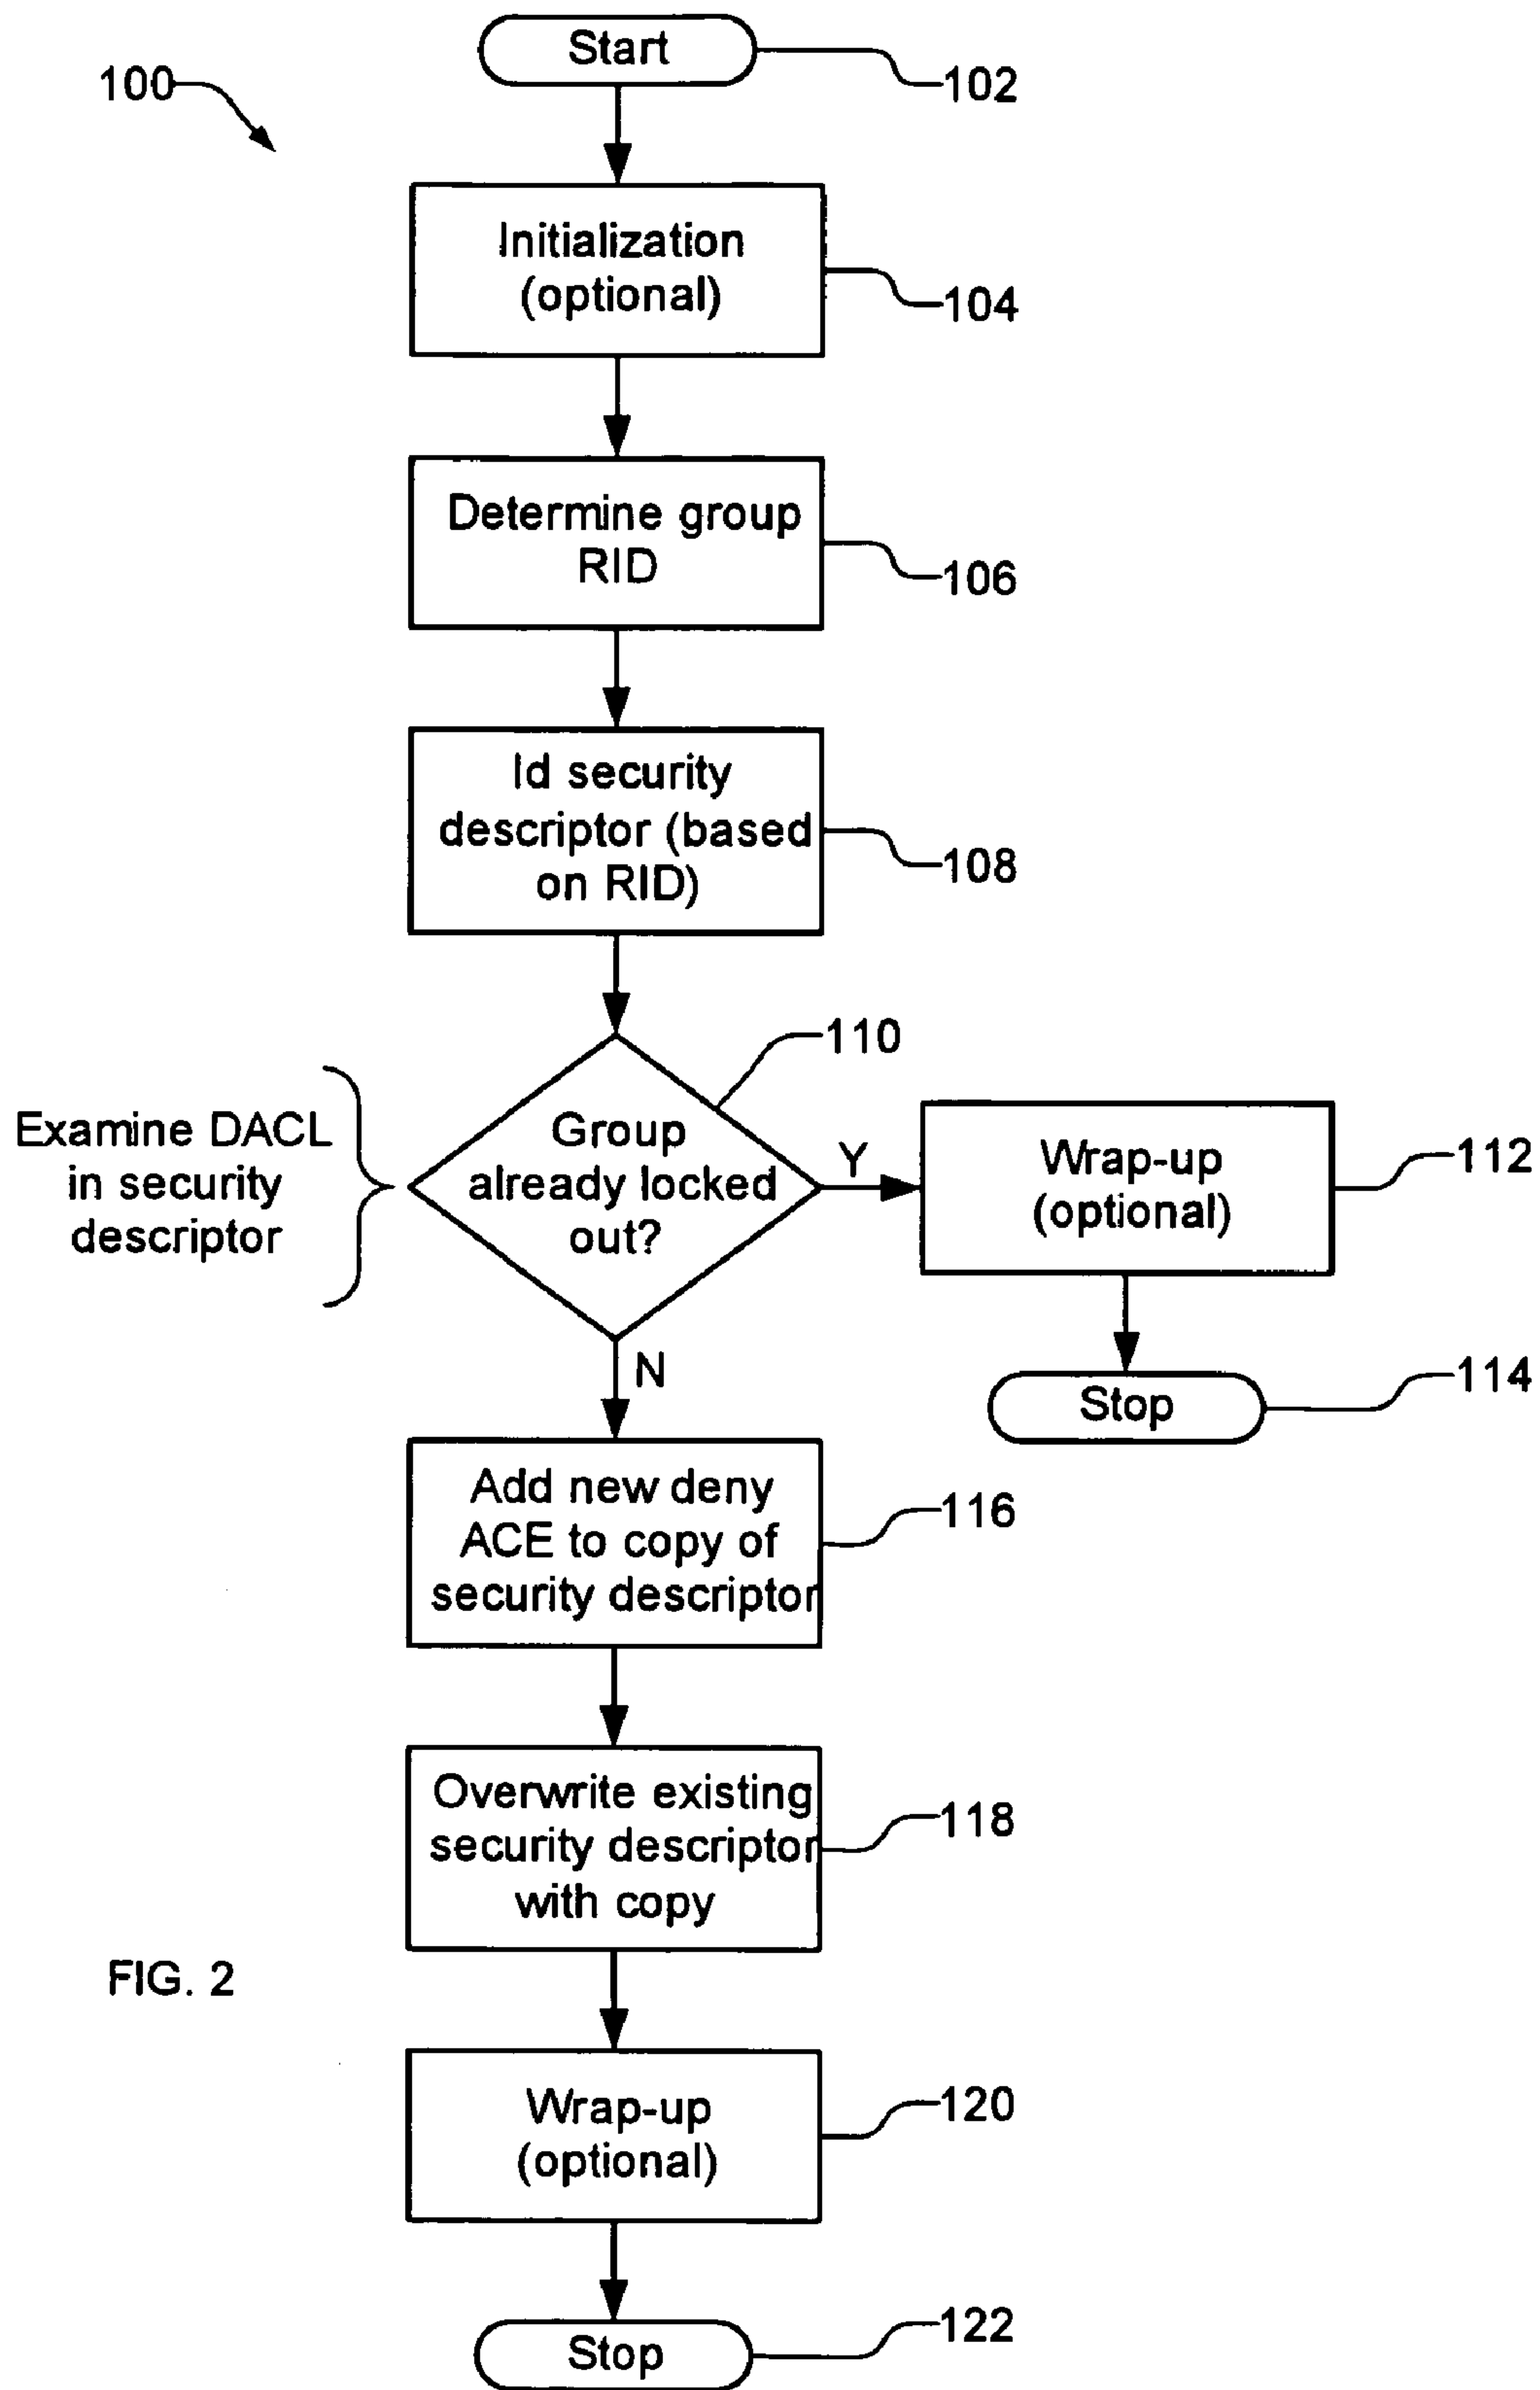 Start
102
100
Initialization
(optional)
104
Determine group
RID
106
Id security
descriptor (based
on RID)
108
110
Examine DACL
in security
descriptor
Group
already locked
out?
Y
Wrap-up
(optional)
112
N
Stop
114
Add new deny
ACE to copy of
security descriptor
116
Overwrite existing
security descriptor
with copy
118
FIG. 2
Wrap-up
(optional)
120
Stop
122